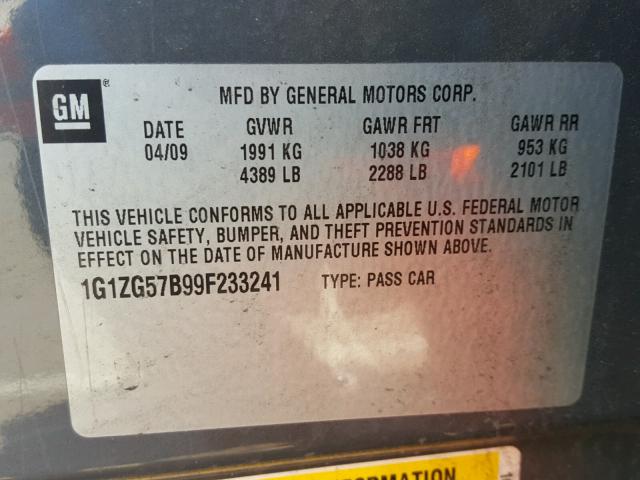 GM ®
MFD BY GENERAL MOTORS CORP.
DATE GVWR GAWR FRT GAWR RR
04/09 1991 KG 1038 KG 953 KG
4389 LB 2288 LB 2101 LB
THIS VEHICLE CONFORMS TO ALL APPLICABLE U.S. FEDERAL MOTOR
VEHICLE SAFETY, BUMPER, AND THEFT PREVENTION STANDARDS IN
EFFECT ON THE DATE OF MANUFACTURE SHOWN ABOVE.
1G1ZG57B99F233241 TYPE: PASS CAR